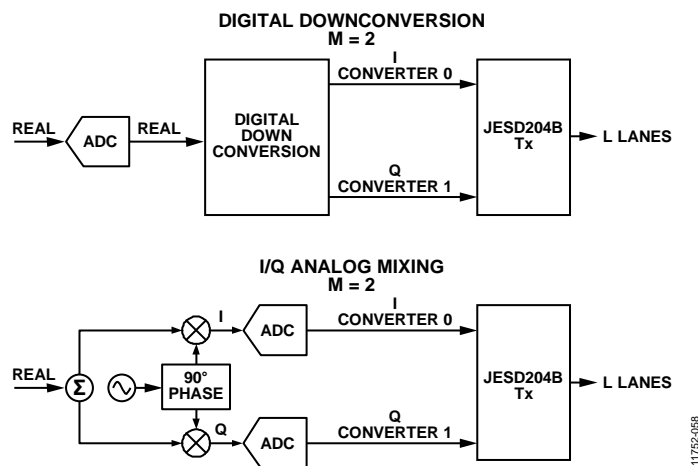 DIGITAL DOWNCONVERSION
M = 2
I
CONVERTER 0
REAL
ADC
REAL
DIGITAL
DOWN
CONVERSION
JESD204B
Tx
L LANES
Q
CONVERTER 1
I/Q ANALOG MIXING
M = 2
I
ADC
I
CONVERTER 0
REAL
Σ
90°
PHASE
JESD204B
Tx
L LANES
Q
ADC
Q
CONVERTER 1
11752-058